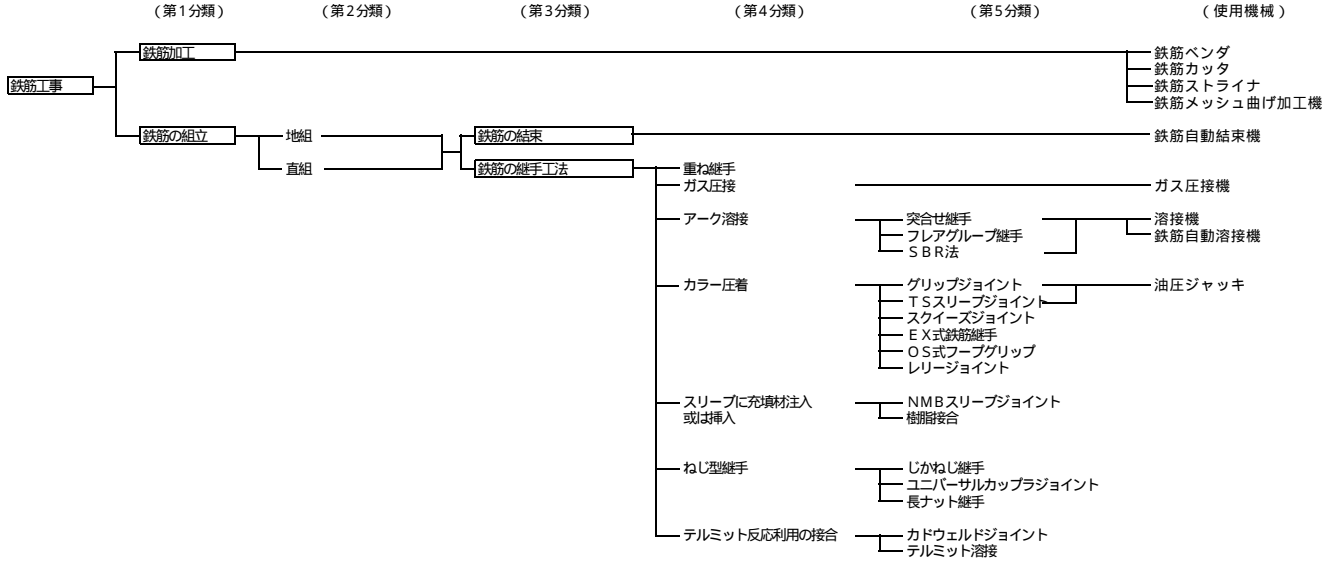 （第１分類） （第２分類） （第３分類） （第４分類） （第５分類） （使用機械）
鉄筋加工 鉄筋ベンダ
鉄筋カッタ
鉄筋工事 鉄筋ストライナ
鉄筋メッシュ曲げ加工機
鉄筋の組立 地組 鉄筋の結束 鉄筋自動結束機
直組 鉄筋の継手工法 重ね継手
ガス圧接 ガス圧接機
アーク溶接 突合せ継手 溶接機
フレアグループ継手 鉄筋自動溶接機
ＳＢＲ法
カラー圧着 グリップジョイント 油圧ジャッキ
ＴＳスリーブジョイント
スクイーズジョイント
ＥＸ式鉄筋継手
ＯＳ式フープグリップ
レリージョイント
スリーブに充填材注入 ＮＭＢスリーブジョイント
或は挿入 樹脂接合
ねじ型継手 じかねじ継手
ユニバーサルカップラジョイント
長ナット継手
テルミット反応利用の接合 カドウェルドジョイント
テルミット溶接